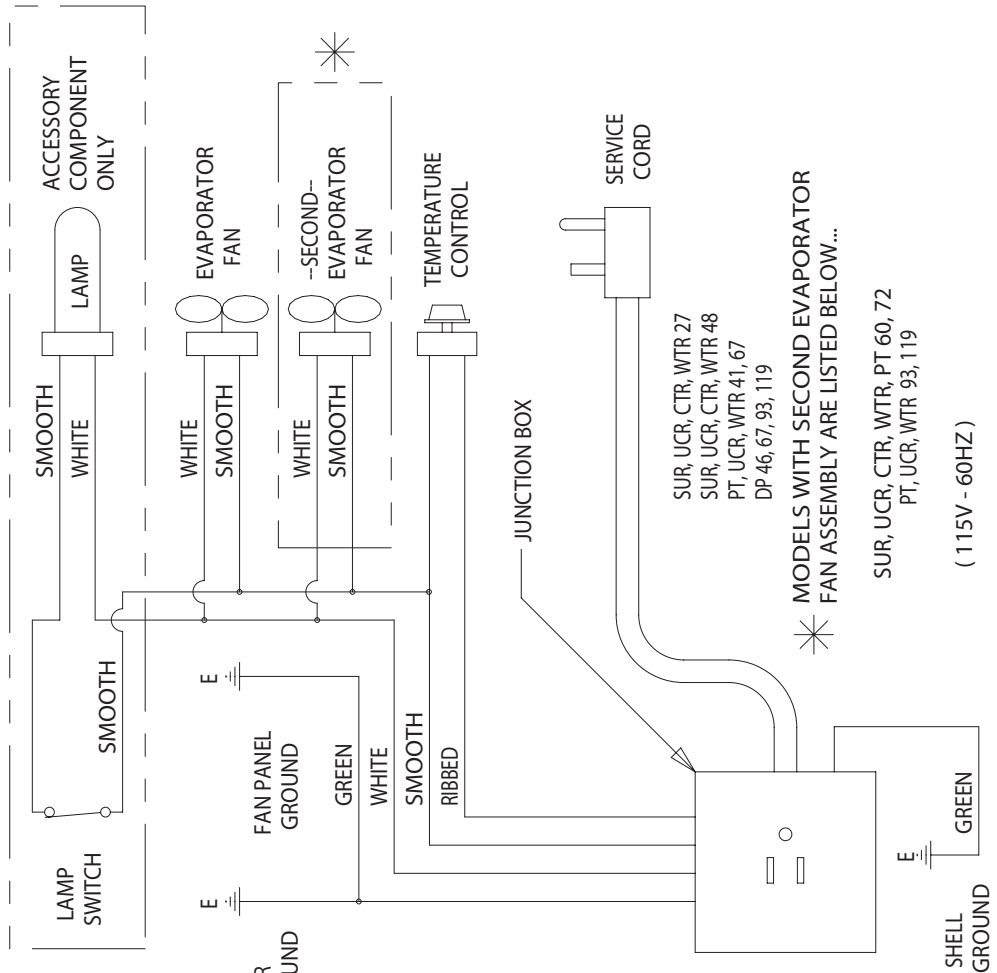 ACCESSORY
COMPONENT
ONLY
LAMP
SMOOTH
WHITE
SMOOTH
LAMP
SWITCH
EVAPORATOR
FAN
WHITE
SMOOTH
--SECOND--
EVAPORATOR
FAN
WHITE
SMOOTH
TEMPERATURE
CONTROL
E
FAN PANEL
GROUND
E
R
UND
GREEN
WHITE
SMOOTH
RIBBED
JUNCTION BOX
SERVICE
CORD
SUR, UCR, CTR, WTR 27
SUR, UCR, CTR, WTR 48
PT, UCR, WTR 41, 67
DP 46, 67, 93, 119
MODELS WITH SECOND EVAPORATOR
FAN ASSEMBLY ARE LISTED BELOW...
SUR, UCR, CTR, WTR, PT 60, 72
PT, UCR, WTR 93, 119
( 115V - 60HZ )
E
GREEN
SHELL
GROUND